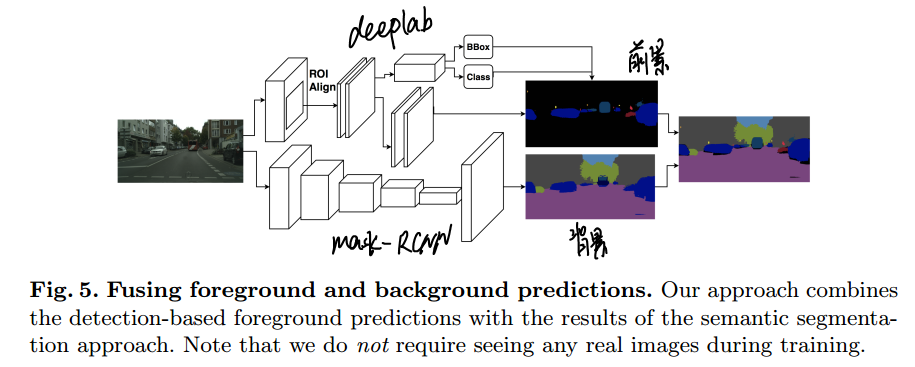 deeplab
BBox
ROI
Align
Class
前景
mask-RCNN
背景
Fig. 5. Fusing foreground and background predictions. Our approach combines
the detection-based foreground predictions with the results of the semantic segmenta-
tion approach. Note that we do not require seeing any real images during training.